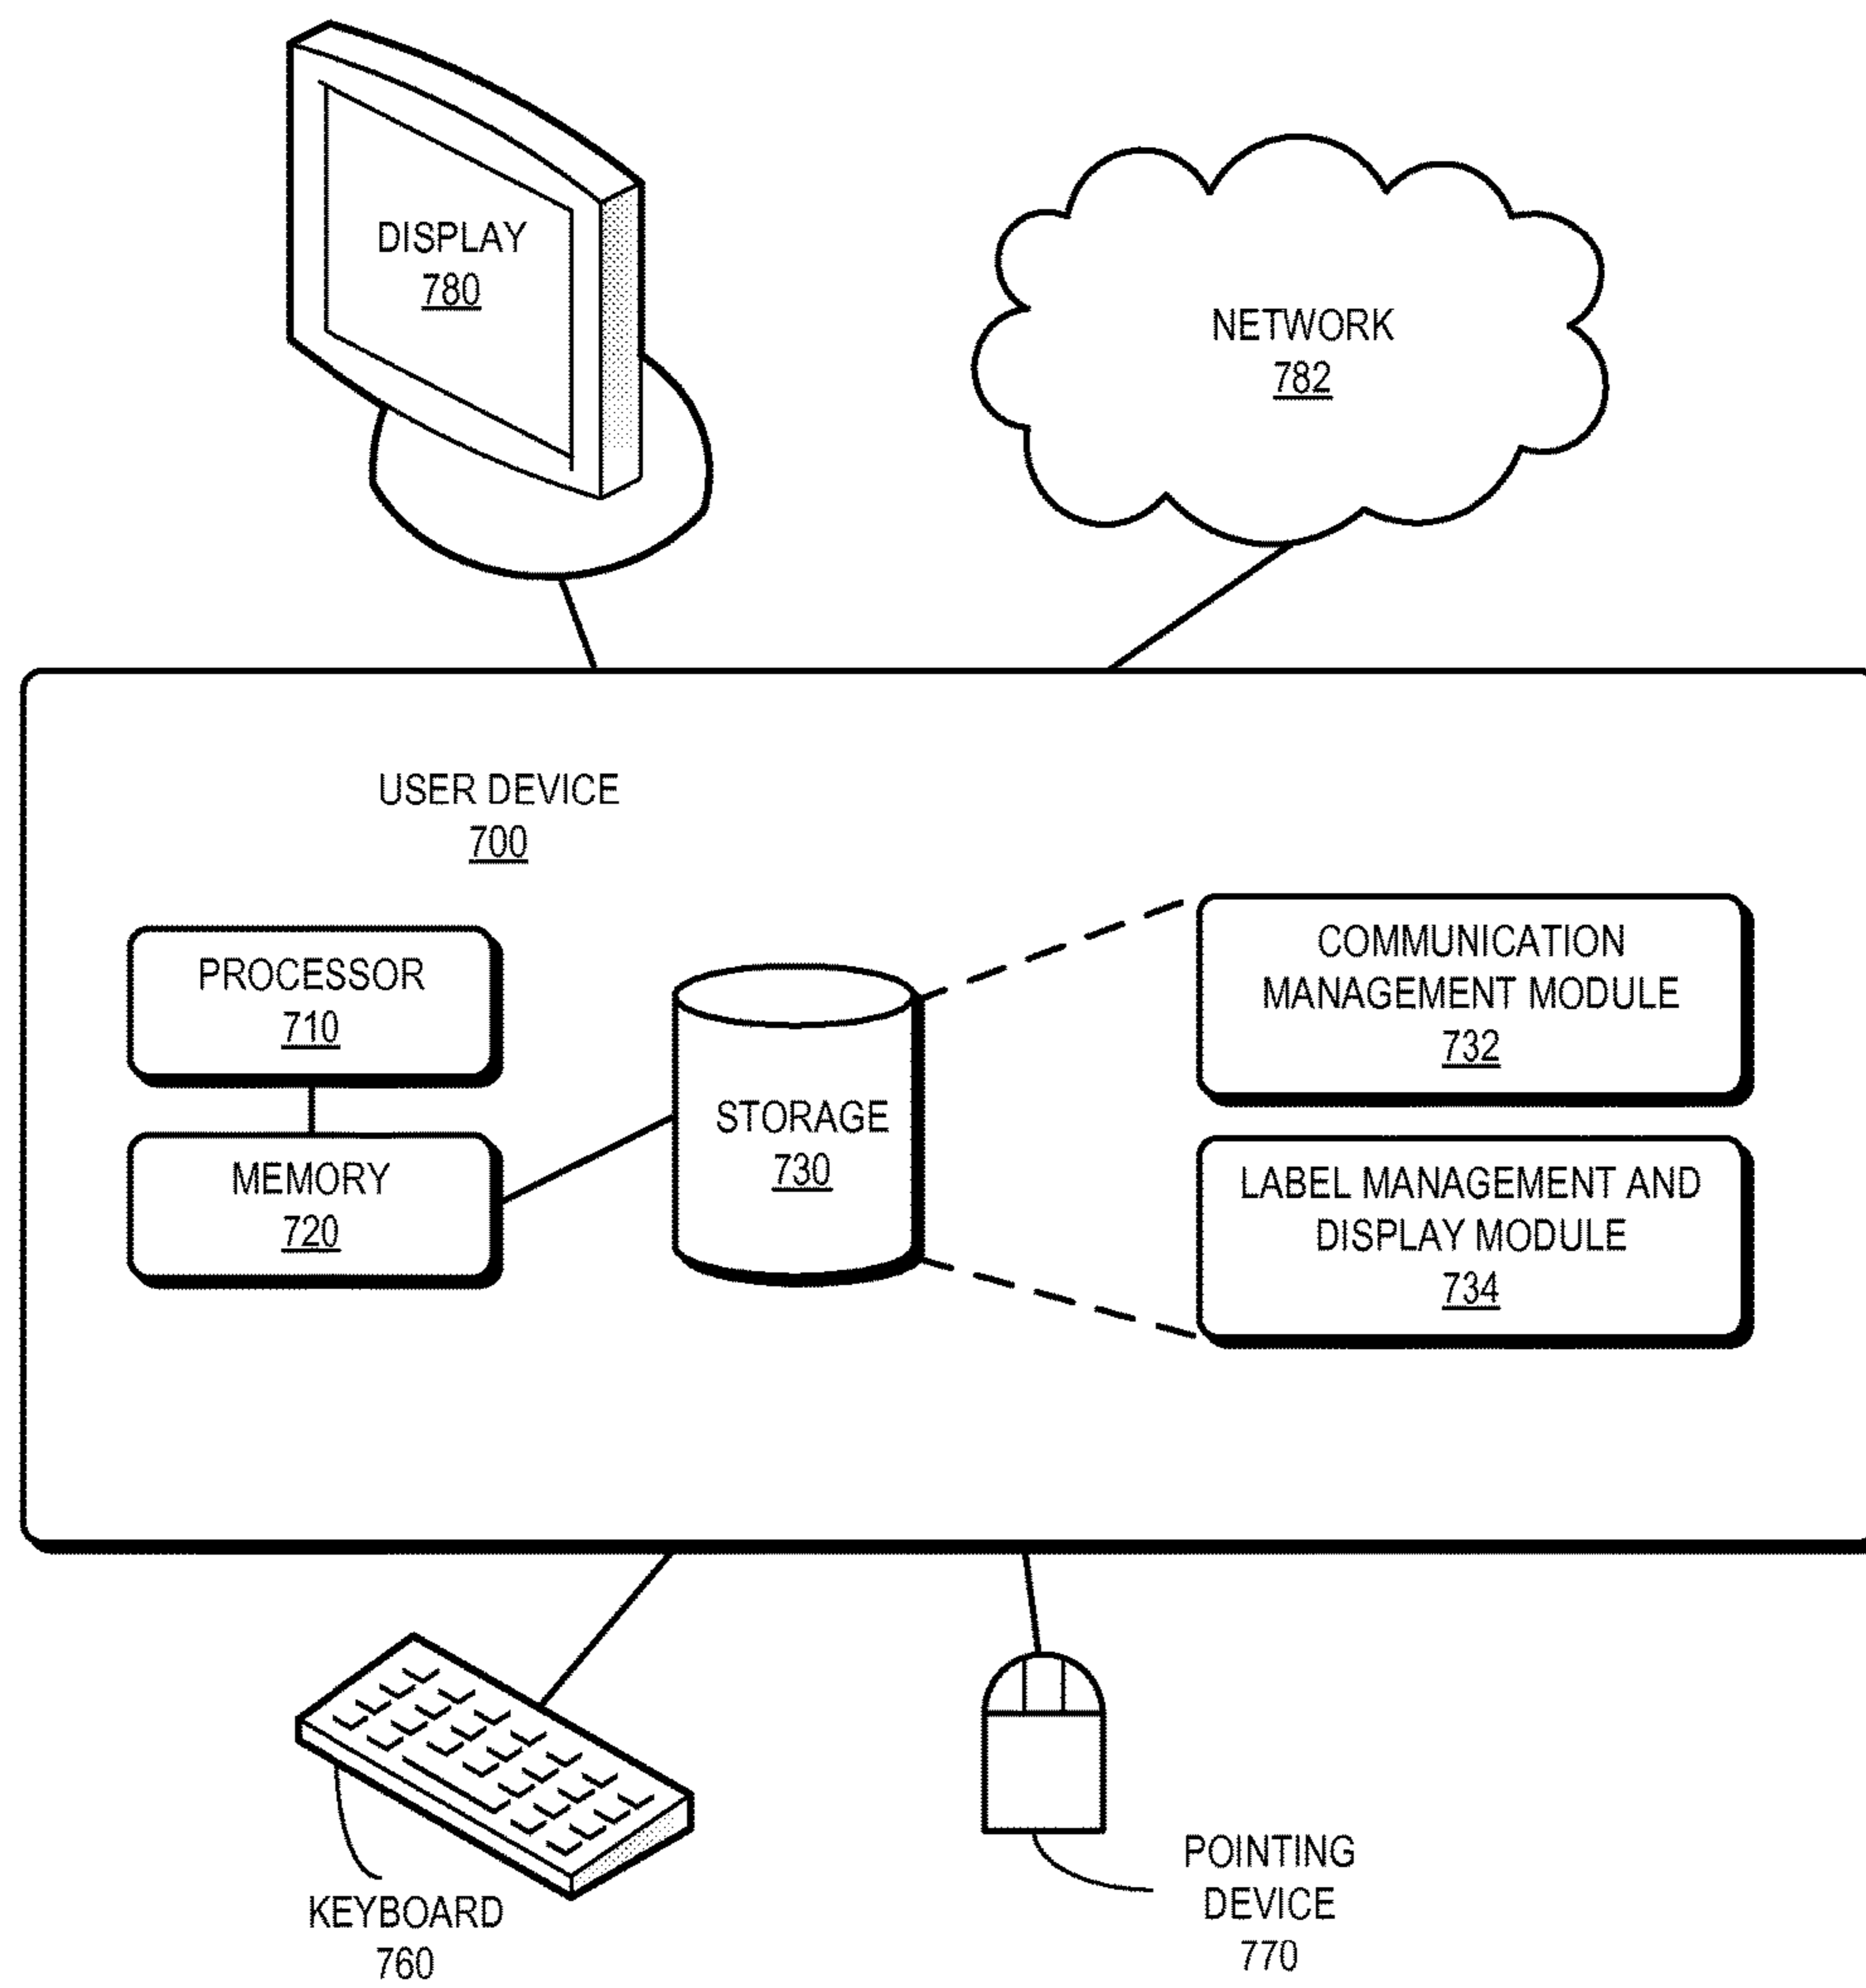 DISPLAY
780
NETWORK
782
USER DEVICE
700
PROCESSOR
710
MEMORY
720
STORAGE
730
COMMUNICATION
MANAGEMENT MODULE
732
LABEL MANAGEMENT AND
DISPLAY MODULE
734
KEYBOARD
760
POINTING
DEVICE
770